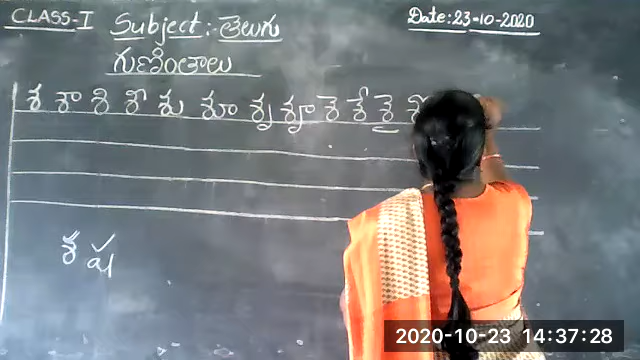 CLASS-I Subject:- తెలుగు Date:23-10-2020
గుణింతాలు
శ శా శి శీ శు శూ శృ శౄ శె శే శై శొ
శ ష
2020-10-23 14:37:28